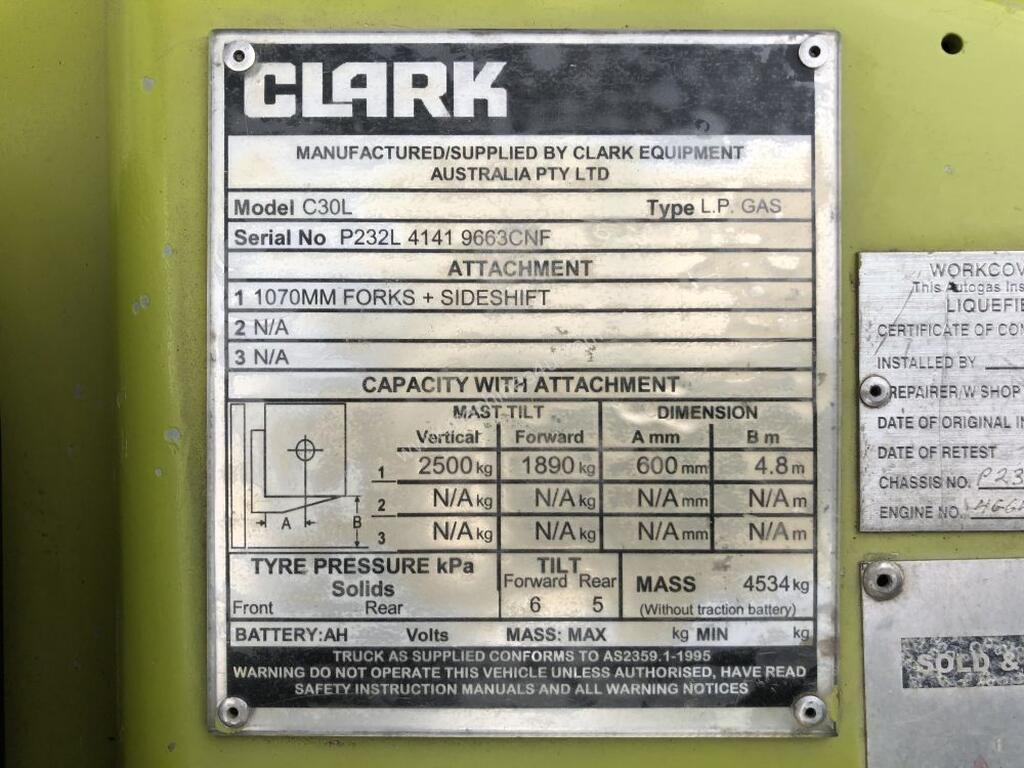 CLARK
MANUFACTURED/SUPPLIED BY CLARK EQUIPMENT
AUSTRALIA PTY LTD
Model C30L Type L.P. GAS
Serial No P232L 4141 9663CNF
ATTACHMENT
1 1070MM FORKS + SIDESHIFT
2 N/A
3 N/A
CAPACITY WITH ATTACHMENT
MAST TILT DIMENSION
Vertical Forward A mm B m
1 2500 kg 1890 kg 600 mm 4.8 m
2 N/A kg N/A kg N/A mm N/A m
3 N/A kg N/A kg N/A mm N/A m
A B
TYRE PRESSURE kPa TILT
Solids Forward Rear MASS 4534 kg
Front Rear 6 5 (Without traction battery)
BATTERY:AH Volts MASS: MAX kg MIN kg
TRUCK AS SUPPLIED CONFORMS TO AS2359.1-1995
WARNING DO NOT OPERATE THIS VEHICLE UNLESS AUTHORISED, HAVE READ
SAFETY INSTRUCTION MANUALS AND ALL WARNING NOTICES
WORKCOV
This Autogas Ins
LIQUEFIE
CERTIFICATE OF CON
INSTALLED BY
REPAIRER/W SHOP
DATE OF ORIGINAL IN
DATE OF RETEST
CHASSIS NO. P23
ENGINE NO.
SOLD &